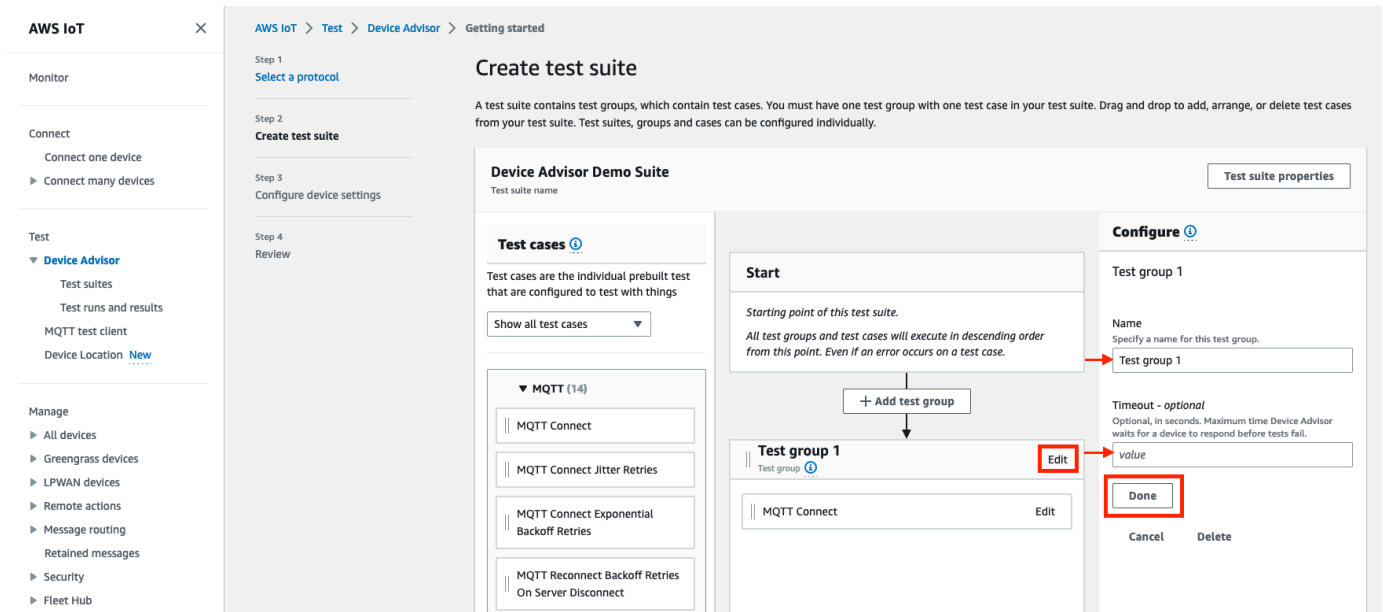 AWS IoT
Monitor
Connect
Connect one device
Connect many devices
Test
Device Advisor
Test suites
Test runs and results
MQTT test client
Device Location New
Manage
All devices
Greengrass devices
LPWAN devices
Remote actions
Message routing
Retained messages
Security
Fleet Hub
AWS IoT > Test > Device Advisor > Getting started
Step 1
Select a protocol
Step 2
Create test suite
Step 3
Configure device settings
Step 4
Review
Create test suite
A test suite contains test groups, which contain test cases. You must have one test group with one test case in your test suite. Drag and drop to add, arrange, or delete test cases
from your test suite. Test suites, groups and cases can be configured individually.
Device Advisor Demo Suite
Test suite name
Test suite properties
Test cases
Test cases are the individual prebuilt test
that are configured to test with things
Show all test cases
MQTT (14)
MQTT Connect
MQTT Connect Jitter Retries
MQTT Connect Exponential
Backoff Retries
MQTT Reconnect Backoff Retries
On Server Disconnect
Start
Starting point of this test suite.
All test groups and test cases will execute in descending order
from this point. Even if an error occurs on a test case.
+ Add test group
Test group 1
Test group
Edit
MQTT Connect
Edit
Configure
Test group 1
Name
Specify a name for this test group.
Test group 1
Timeout - optional
Optional, in seconds. Maximum time Device Advisor
waits for a device to respond before tests fail.
value
Done
Cancel
Delete